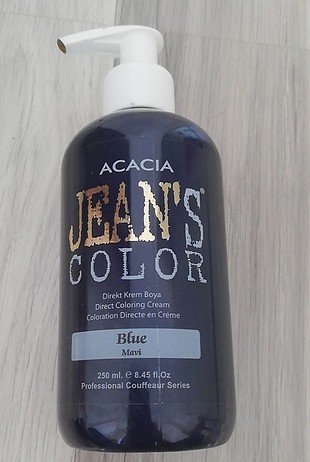 ACACIA
JEAN'S®
COLOR
Direkt Krem Boya
Direct Coloring Cream
Coloration Directe en Créme
Blue
Mavi
250 ml. e 8.45 fl.Oz
Professional Couffeaur Series